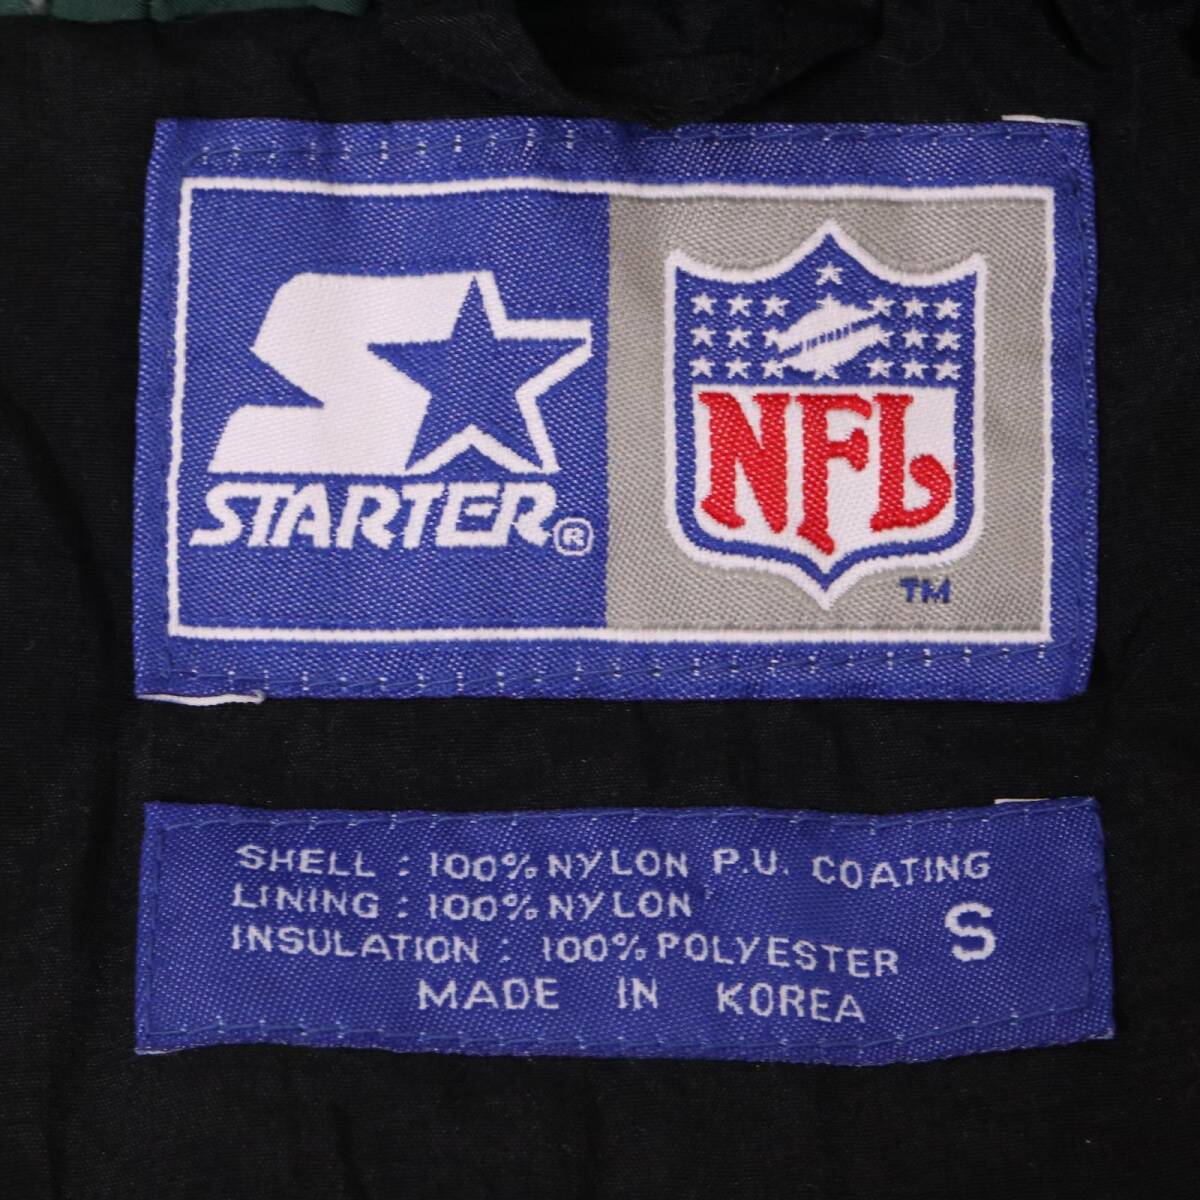 STARTER®
NFL
TM
SHELL : 100% NYLON P.U. COATING
LINING : 100% NYLON
INSULATION : 100% POLYESTER
S
MADE IN KOREA